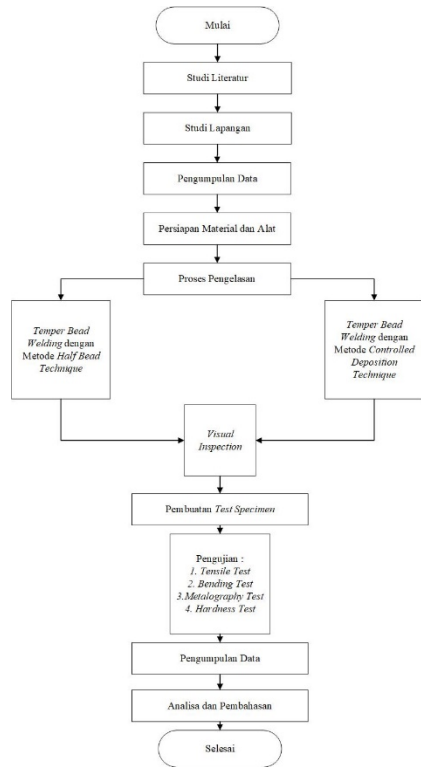 Mulai
Studi Literatur
Studi Lapangan
Pengumpulan Data
Persiapan Material dan Alat
Proses Pengelasan
Temper Bead
Welding dengan
Metode Half Bead
Technique
Temper Bead
Welding dengan
Metode Controlled
Deposition
Technique
Visual
Inspection
Pembuatan Test Specimen
Pengujian :
1. Tensile Test
2. Bending Test
3.Metalography Test
4. Hardness Test
Pengumpulan Data
Analisa dan Pembahasan
Selesai